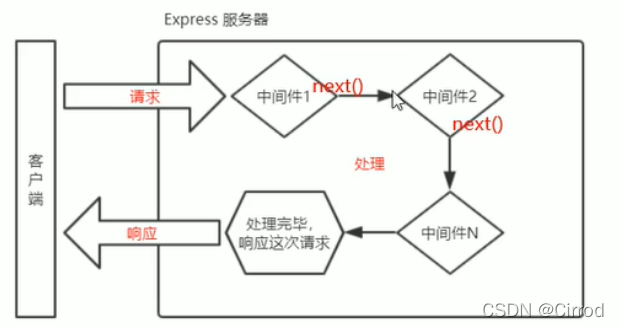 Express 服务器
客户端
请求
中间件1
next()
中间件2
next()
处理
中间件N
处理完毕，
响应这次请求
响应
CSDN @Cirrod